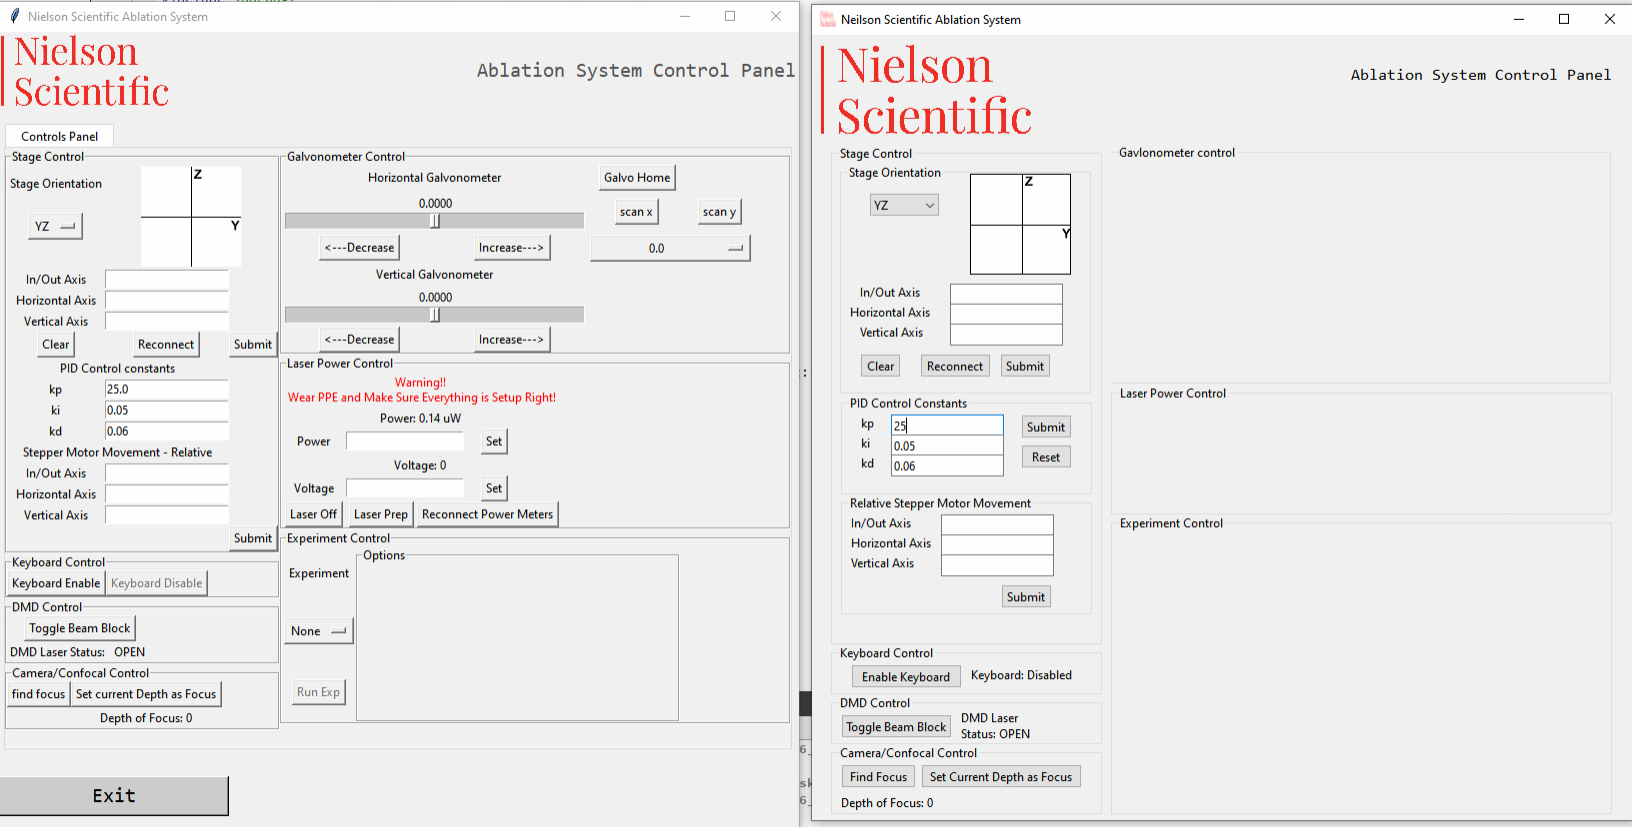 Nielson Scientific Ablation System
Nielson
Scientific
Ablation System Control Panel
Controls Panel
Stage Control
Stage Orientation
Z
Y
YZ
In/Out Axis
Horizontal Axis
Vertical Axis
Clear Reconnect Submit
PID Control constants
kp 25.0
ki 0.05
kd 0.06
Stepper Motor Movement - Relative
In/Out Axis
Horizontal Axis
Vertical Axis
Submit
Keyboard Control
Keyboard Enable Keyboard Disable
DMD Control
Toggle Beam Block
DMD Laser Status: OPEN
Camera/Confocal Control
find focus Set current Depth as Focus
Depth of Focus: 0
Exit
Galvonometer Control
Horizontal Galvonometer Galvo Home
0.0000
scan x scan y
<---Decrease Increase---> 0.0
Vertical Galvonometer
0.0000
<---Decrease Increase--->
Laser Power Control
Warning!!
Wear PPE and Make Sure Everything is Setup Right!
Power: 0.14 uW
Power Set
Voltage: 0
Voltage Set
Laser Off Laser Prep Reconnect Power Meters
Experiment Control
Options
Experiment
None
Run Exp
Neilson Scientific Ablation System
Nielson
Scientific
Ablation System Control Panel
Stage Control
Stage Orientation
YZ
Z
Y
In/Out Axis
Horizontal Axis
Vertical Axis
Clear Reconnect Submit
PID Control Constants
kp 25 Submit
ki 0.05
kd 0.06 Reset
Relative Stepper Motor Movement
In/Out Axis
Horizontal Axis
Vertical Axis
Submit
Keyboard Control
Enable Keyboard Keyboard: Disabled
DMD Control
Toggle Beam Block DMD Laser
Status: OPEN
Camera/Confocal Control
Find Focus Set Current Depth as Focus
Depth of Focus: 0
Gavlonometer control
Laser Power Control
Experiment Control